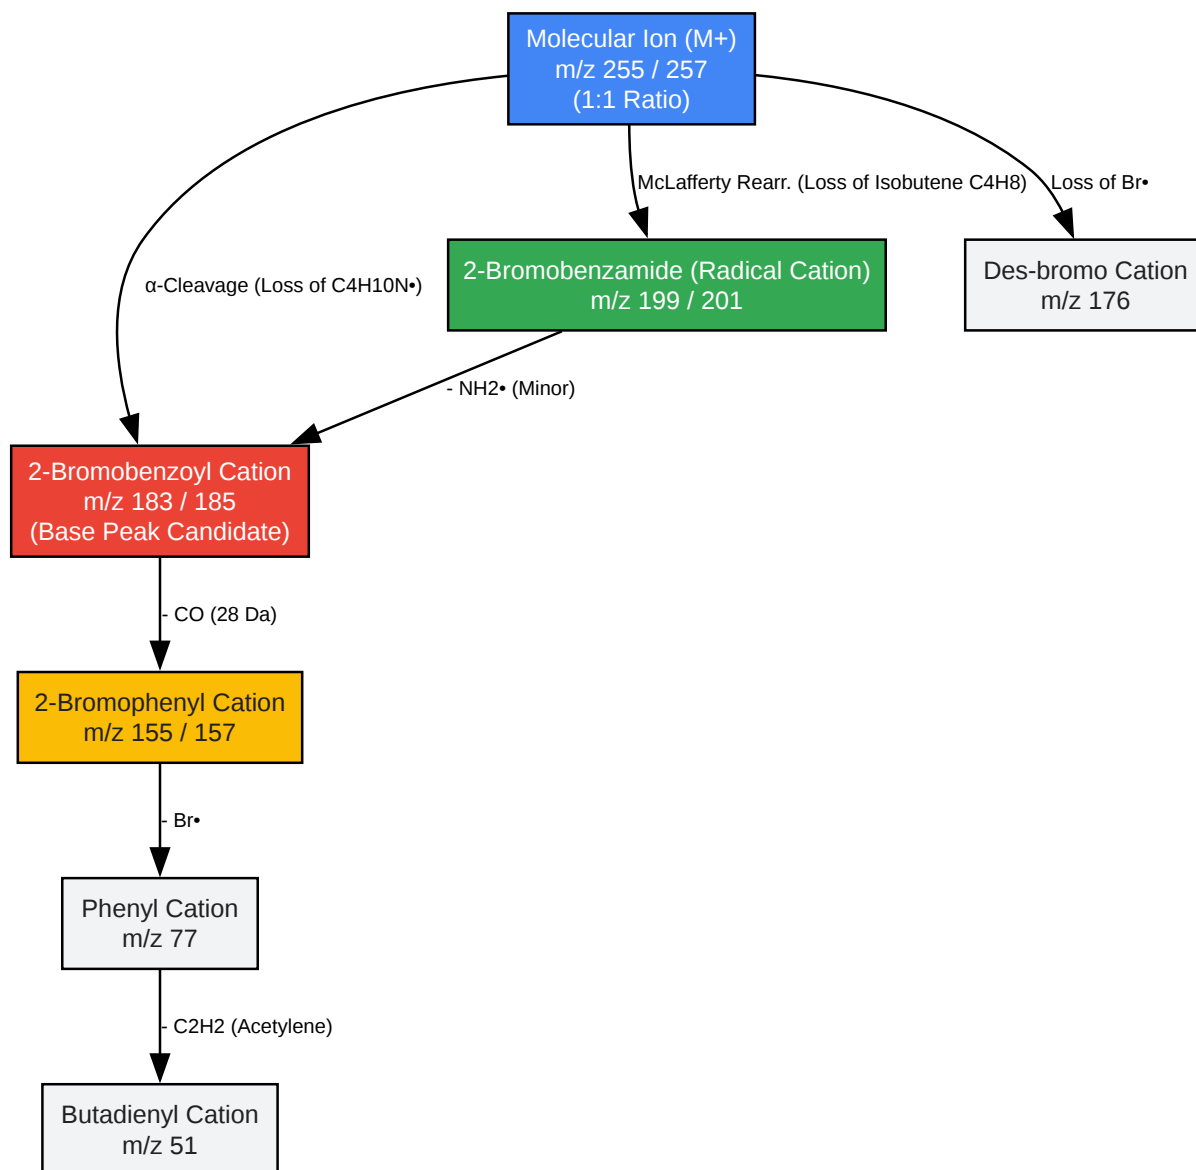 Molecular Ion (M+)
m/z 255 / 257
(1:1 Ratio)
McLafferty Rearr. (Loss of Isobutene C4H8)
Loss of Br•
α-Cleavage (Loss of C4H10N•)
2-Bromobenzamide (Radical Cation)
m/z 199 / 201
Des-bromo Cation
m/z 176
- NH2• (Minor)
2-Bromobenzoyl Cation
m/z 183 / 185
(Base Peak Candidate)
- CO (28 Da)
2-Bromophenyl Cation
m/z 155 / 157
- Br•
Phenyl Cation
m/z 77
- C2H2 (Acetylene)
Butadienyl Cation
m/z 51